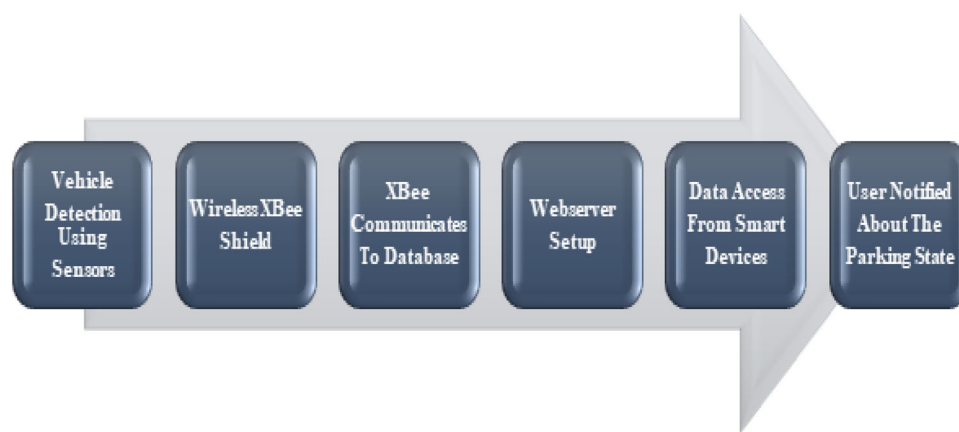 Vehicle
Detection
Using
Sensors
Wireless XBee
Shield
XBee
Communicates
To Database
Webserver
Setup
Data Access
From Smart
Devices
User Notified
About The
Parking State